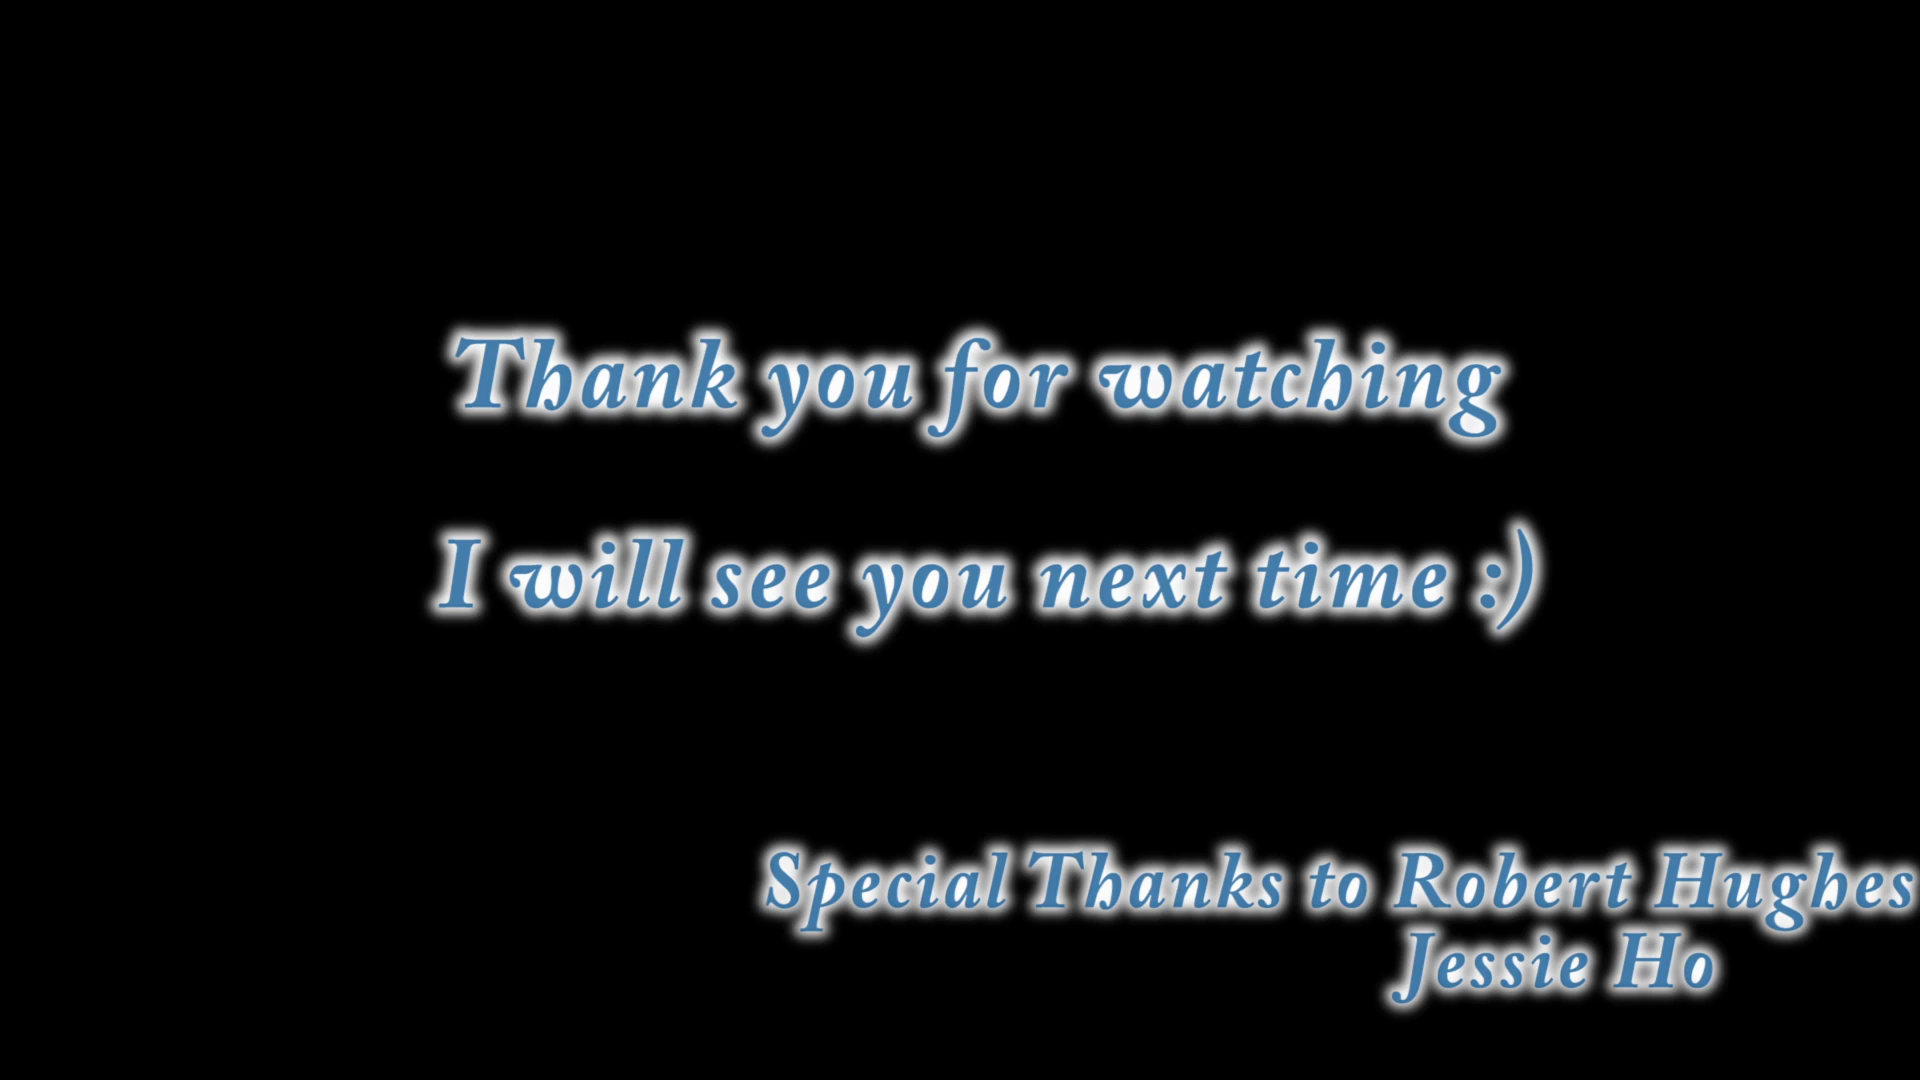 Thank you for watching
I will see you next time :)
Special Thanks to Robert Hughes
Jessie Ho